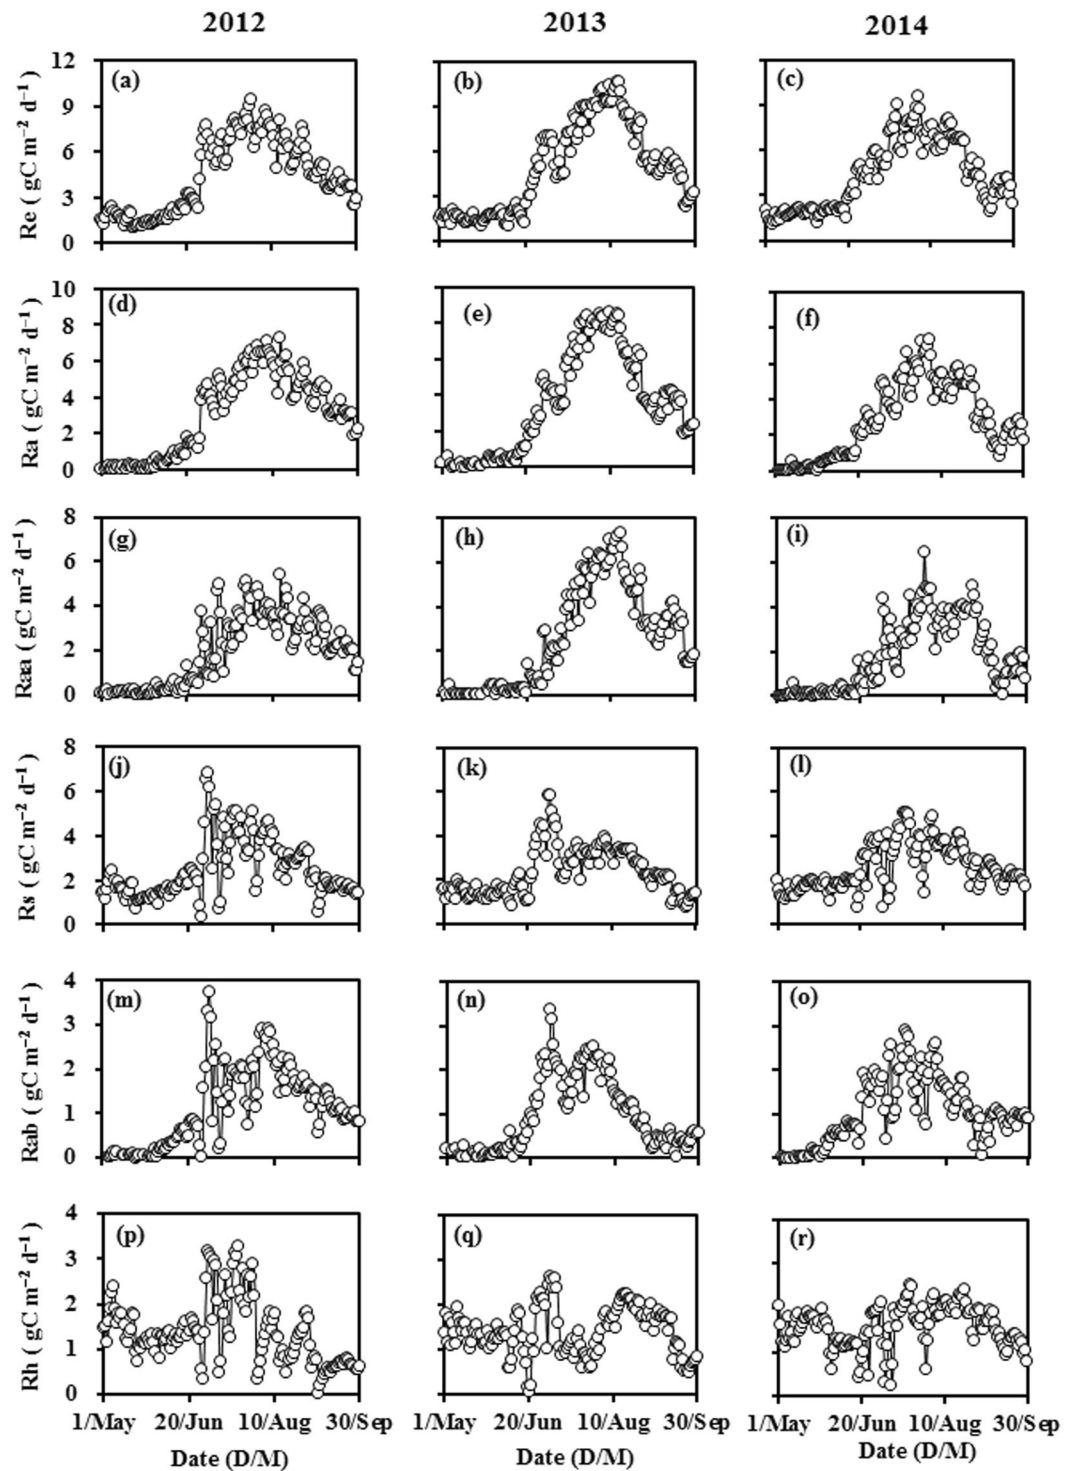 2012 2013 2014
Re ( gC m⁻² d⁻¹ )
12
9
6
3
0
(a) (b) (c)
Ra ( gC m⁻² d⁻¹ )
10
8
6
4
2
0
(d) (e) (f)
Raa ( gC m⁻² d⁻¹ )
8
6
4
2
0
(g) (h) (i)
Rs ( gC m⁻² d⁻¹ )
8
6
4
2
0
(j) (k) (l)
Rab ( gC m⁻² d⁻¹ )
4
3
2
1
0
(m) (n) (o)
Rh ( gC m⁻² d⁻¹ )
4
3
2
1
0
(p) (q) (r)
1/May 20/Jun 10/Aug 30/Sep 1/May 20/Jun 10/Aug 30/Sep 1/May 20/Jun 10/Aug 30/Sep
Date (D/M) Date (D/M) Date (D/M)